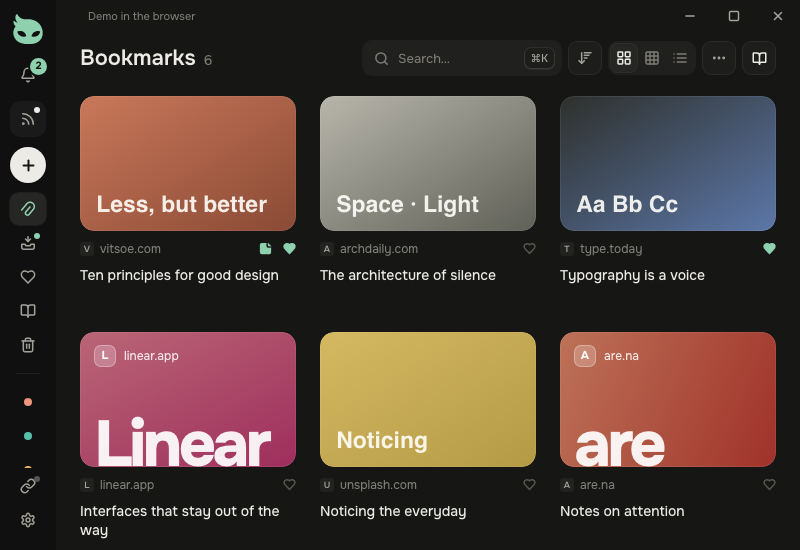 Demo in the browser
2
Bookmarks 6
Search... ⌘K
Less, but better
Space · Light
Aa Bb Cc
V vitsoe.com
A archdaily.com
T type.today
Ten principles for good design
The architecture of silence
Typography is a voice
L linear.app
A are.na
Linear
Noticing
are
L linear.app
U unsplash.com
A are.na
Interfaces that stay out of the
way
Noticing the everyday
Notes on attention